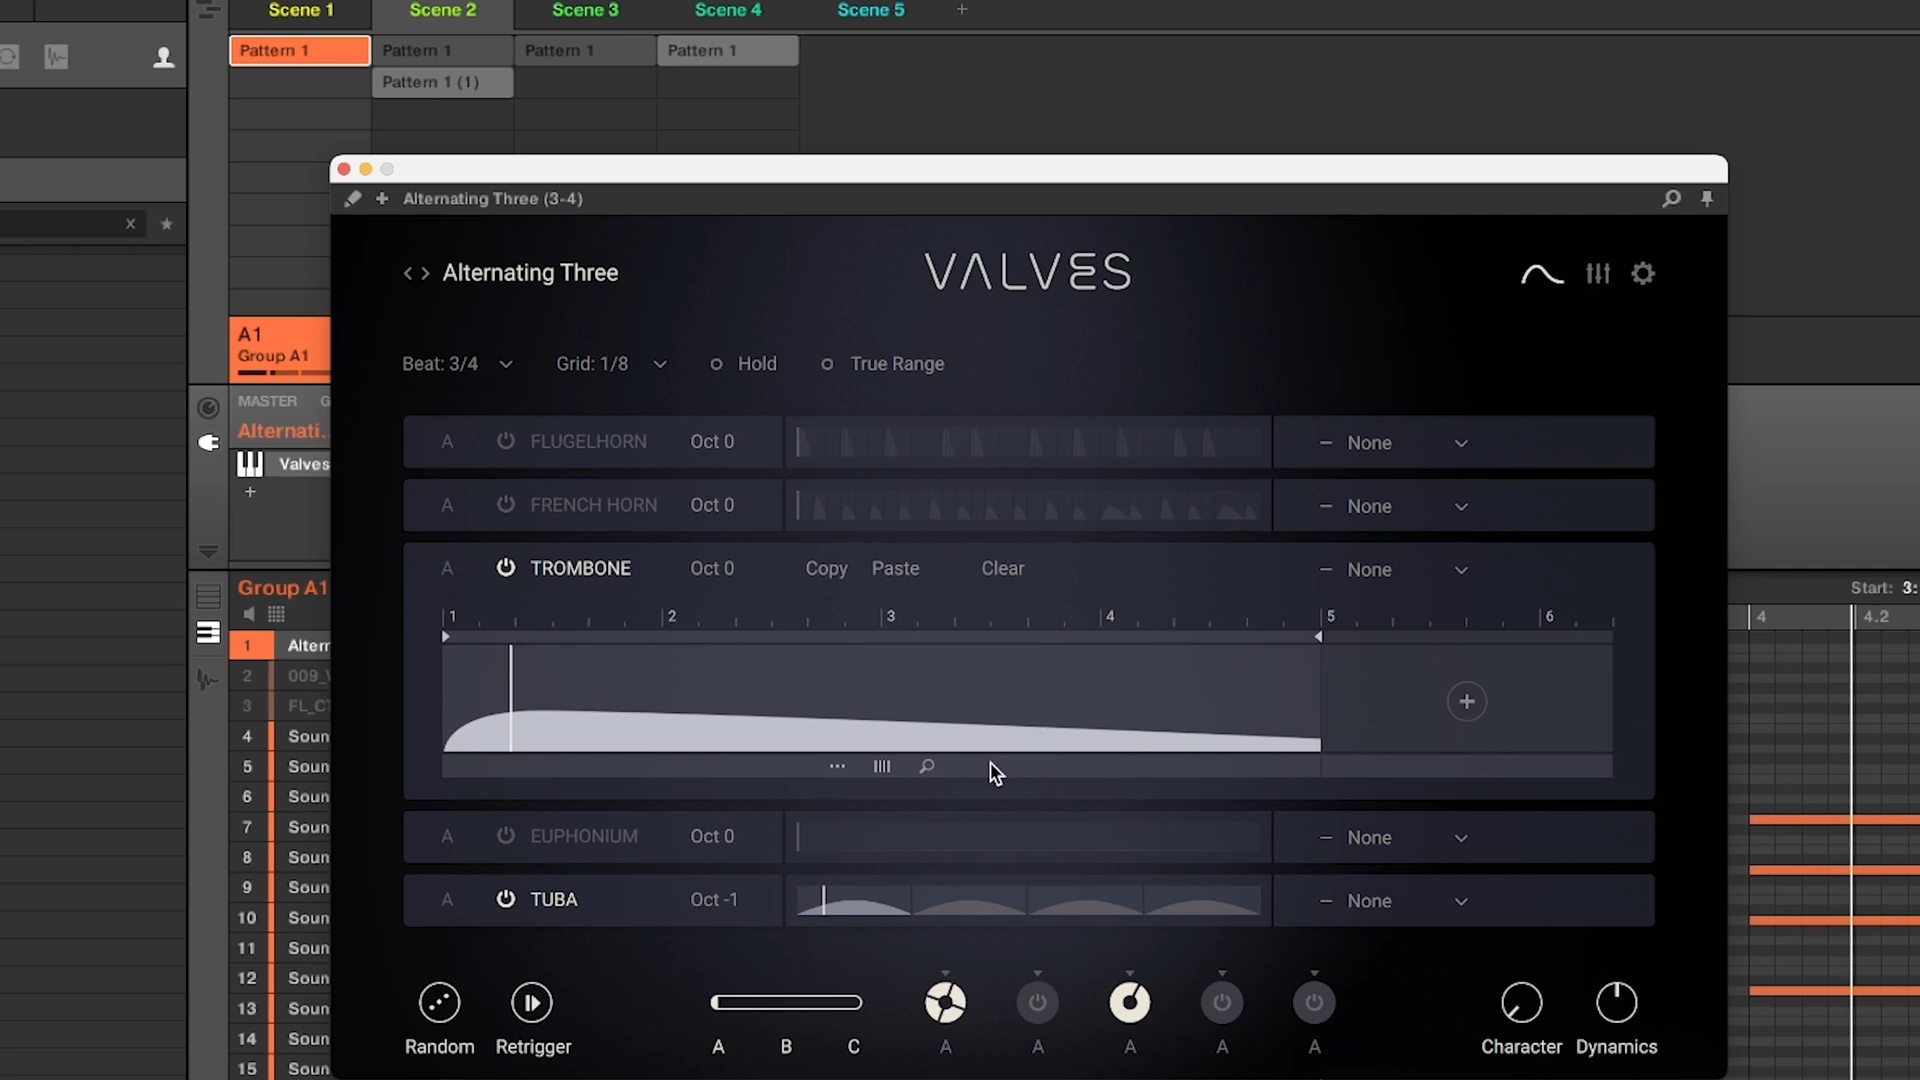 Scene 1 Scene 2 Scene 3 Scene 4 Scene 5 +
Pattern 1 Pattern 1 Pattern 1 Pattern 1
Pattern 1 (1)
Alternating Three (3-4)
Alternating Three
VALVES
Beat: 3/4 Grid: 1/8 Hold True Range
A1
Group A1
MASTER G
Alternati.
Valves
+
A FLUGELHORN Oct 0 None
A FRENCH HORN Oct 0 None
A TROMBONE Oct 0 Copy Paste Clear None
1 2 3 4 5 6
A EUPHONIUM Oct 0 None
A TUBA Oct -1 None
Random Retrigger A B C A A A A A Character Dynamics
Group A1
Start: 3:
4 4.2
1 Altern
2 009_
3 FL_C
4 Soun
5 Soun
6 Soun
7 Soun
8 Soun
9 Soun
10 Soun
11 Soun
12 Soun
13 Soun
14 Soun
15 Soun